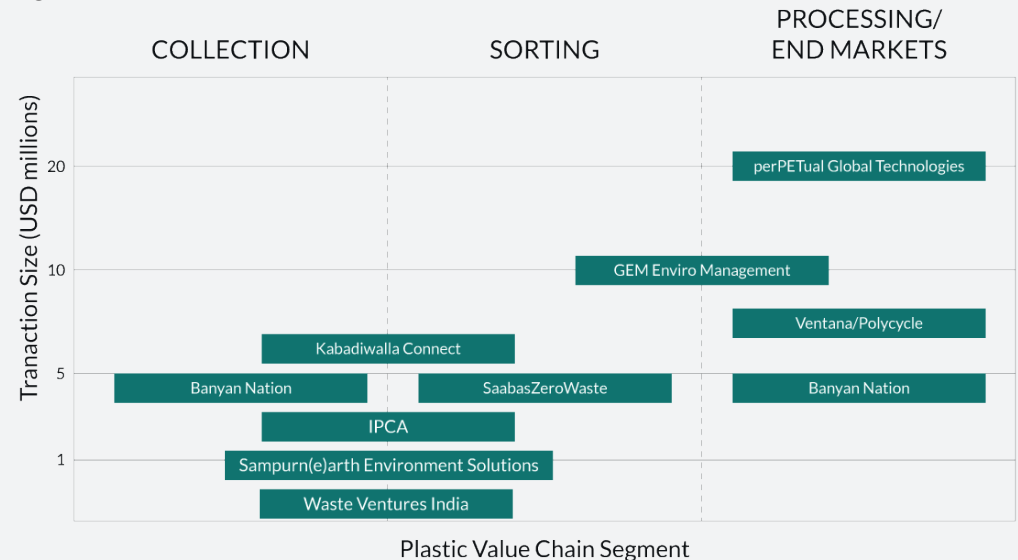 COLLECTION
SORTING
PROCESSING/
END MARKETS
Tranaction Size (USD millions)
20
perPETual Global Technologies
10
GEM Enviro Management
Ventana/Polycycle
Kabadiwalla Connect
5
Banyan Nation
SaabasZeroWaste
Banyan Nation
IPCA
1
Sampurn(e)arth Environment Solutions
Waste Ventures India
Plastic Value Chain Segment